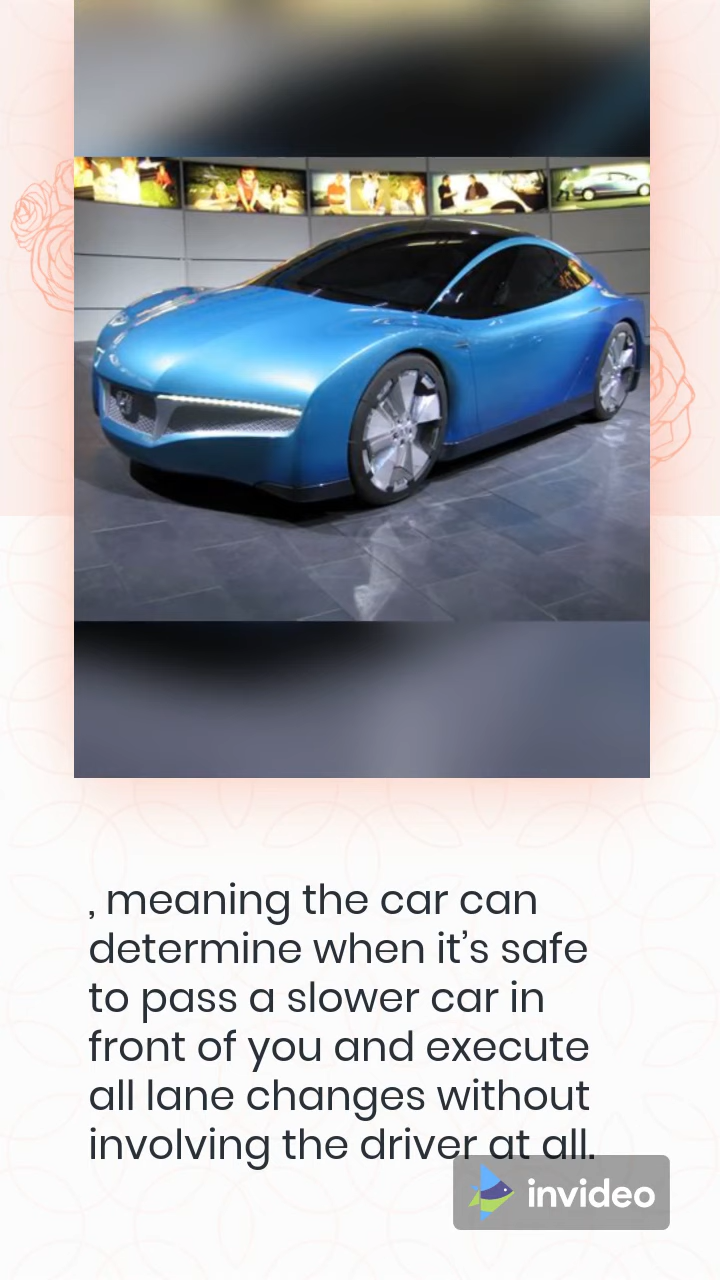 , meaning the car can
determine when it’s safe
to pass a slower car in
front of you and execute
all lane changes without
involving the driver at all.
invideo